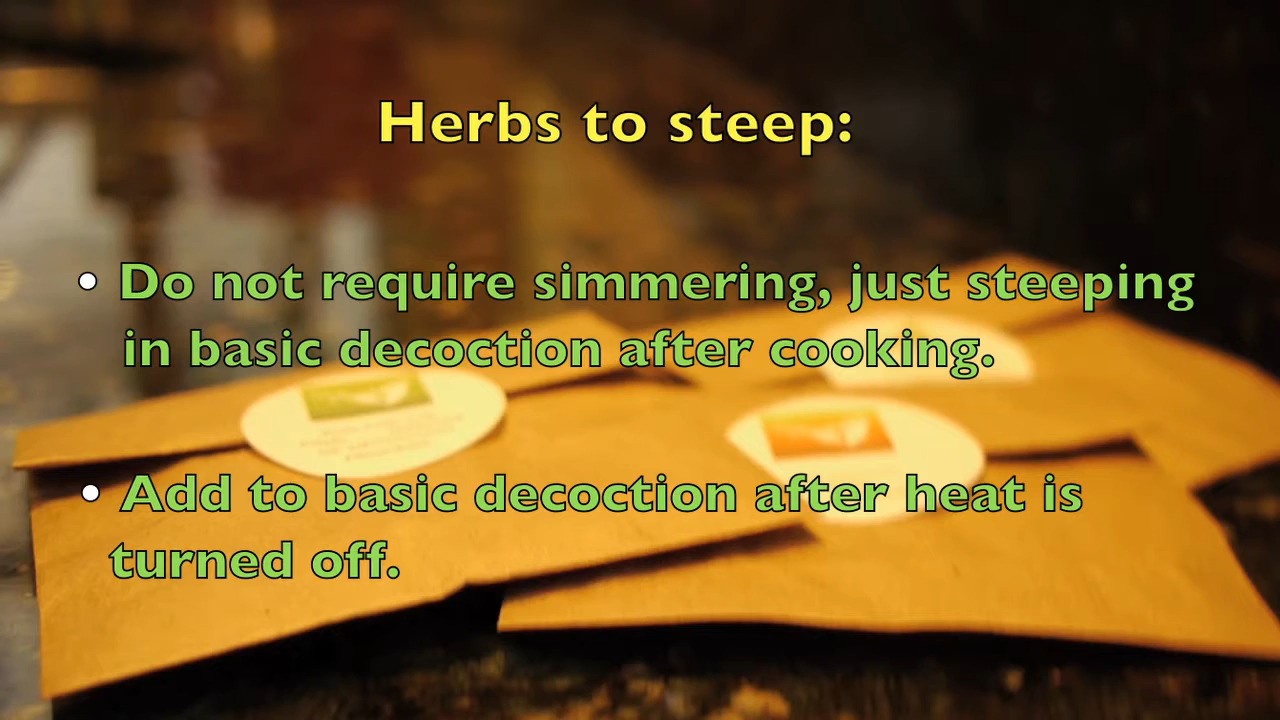 Herbs to steep:
• Do not require simmering, just steeping
in basic decoction after cooking.
• Add to basic decoction after heat is
turned off.